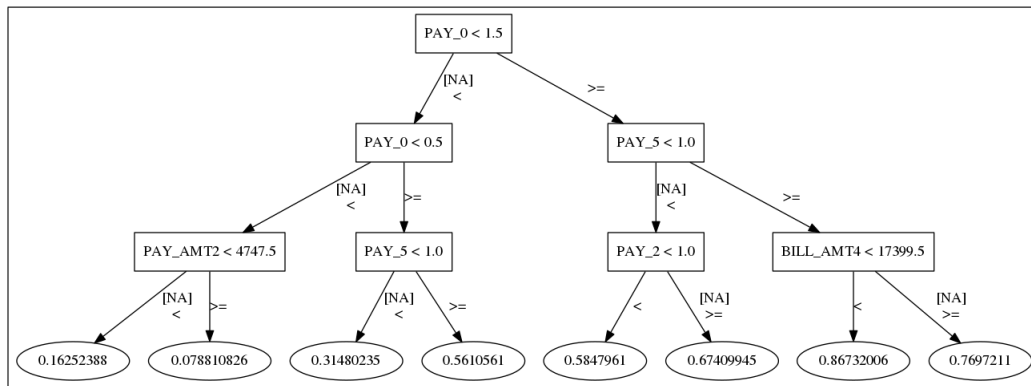 PAY_0 < 1.5
[NA]
<
>=
PAY_0 < 0.5
PAY_5 < 1.0
[NA]
<
>=
[NA]
<
>=
PAY_AMT2 < 4747.5
PAY_5 < 1.0
PAY_2 < 1.0
BILL_AMT4 < 17399.5
[NA]
<
>=
[NA]
<
>=
<
[NA]
>=
<
[NA]
>=
0.16252388
0.078810826
0.31480235
0.5610561
0.5847961
0.67409945
0.86732006
0.7697211